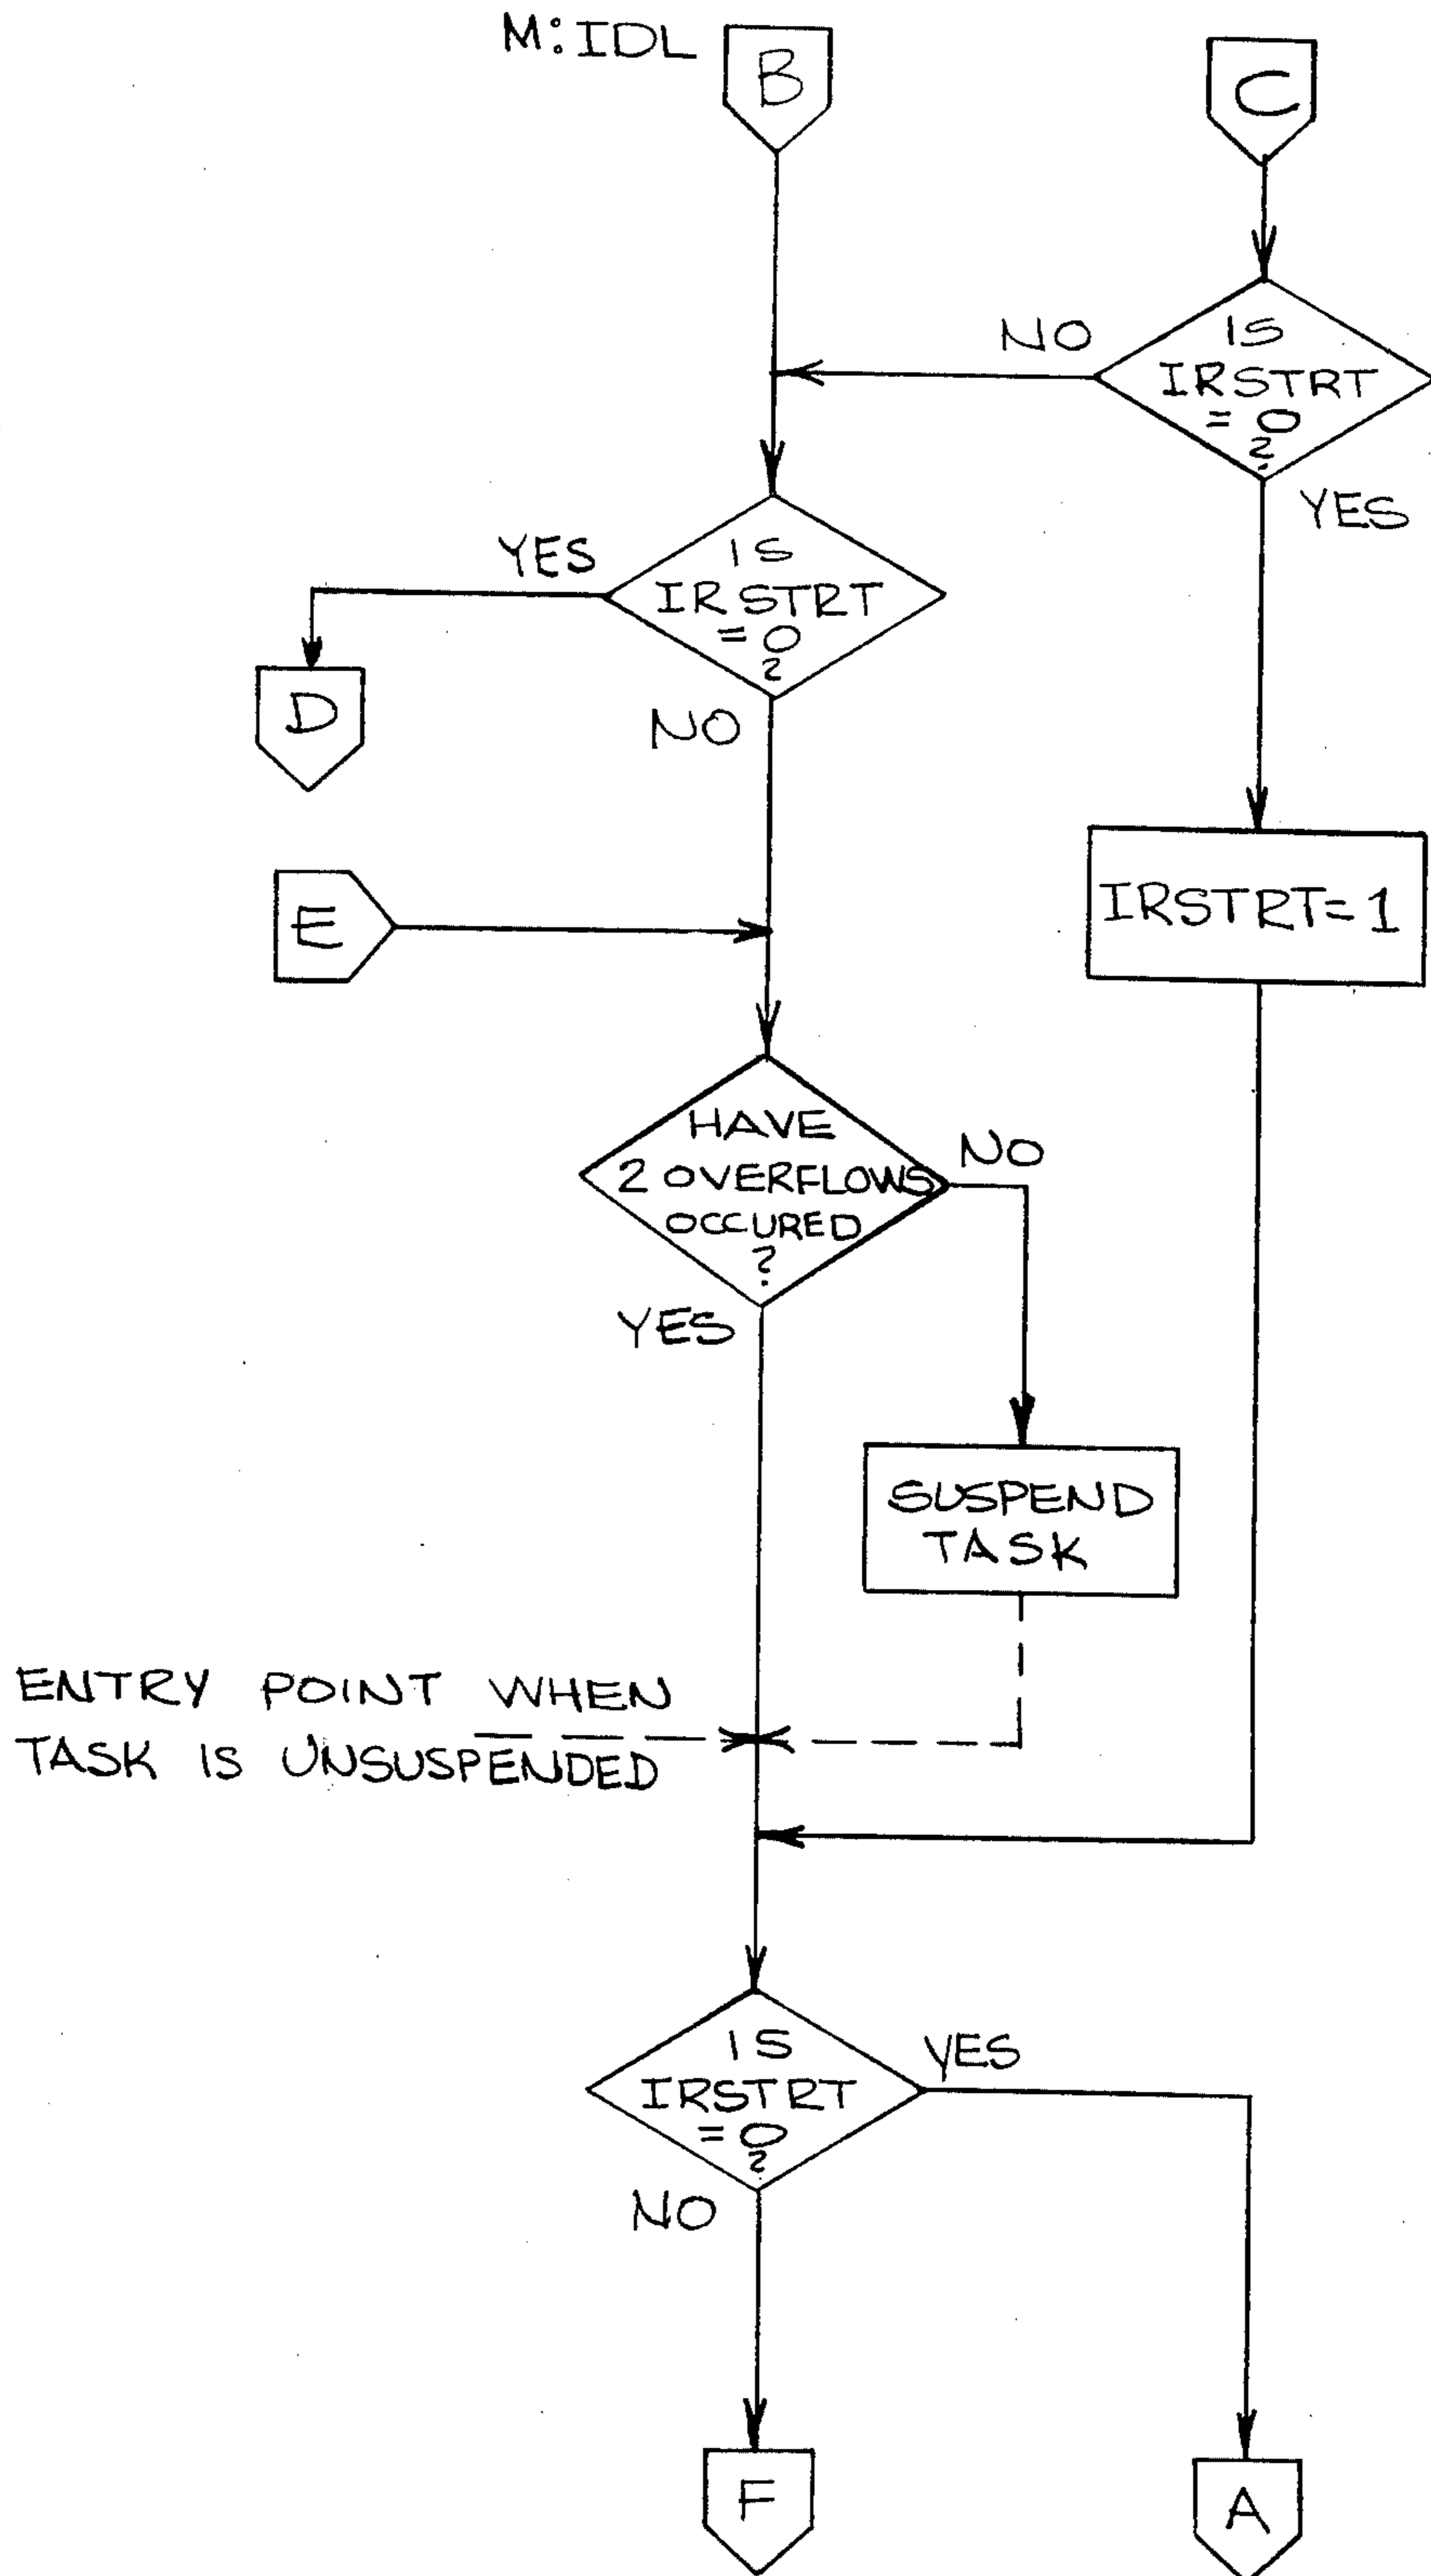 M:IDL
B
C
IS
IRSTRT
= 0
?
NO
YES
IS
IRSTRT
= 0
?
YES
NO
D
IRSTRT=1
E
HAVE
2 OVERFLOWS
OCCURED
?
NO
YES
SUSPEND
TASK
ENTRY POINT WHEN
TASK IS UNSUSPENDED
IS
IRSTRT
= 0
?
YES
NO
F
A